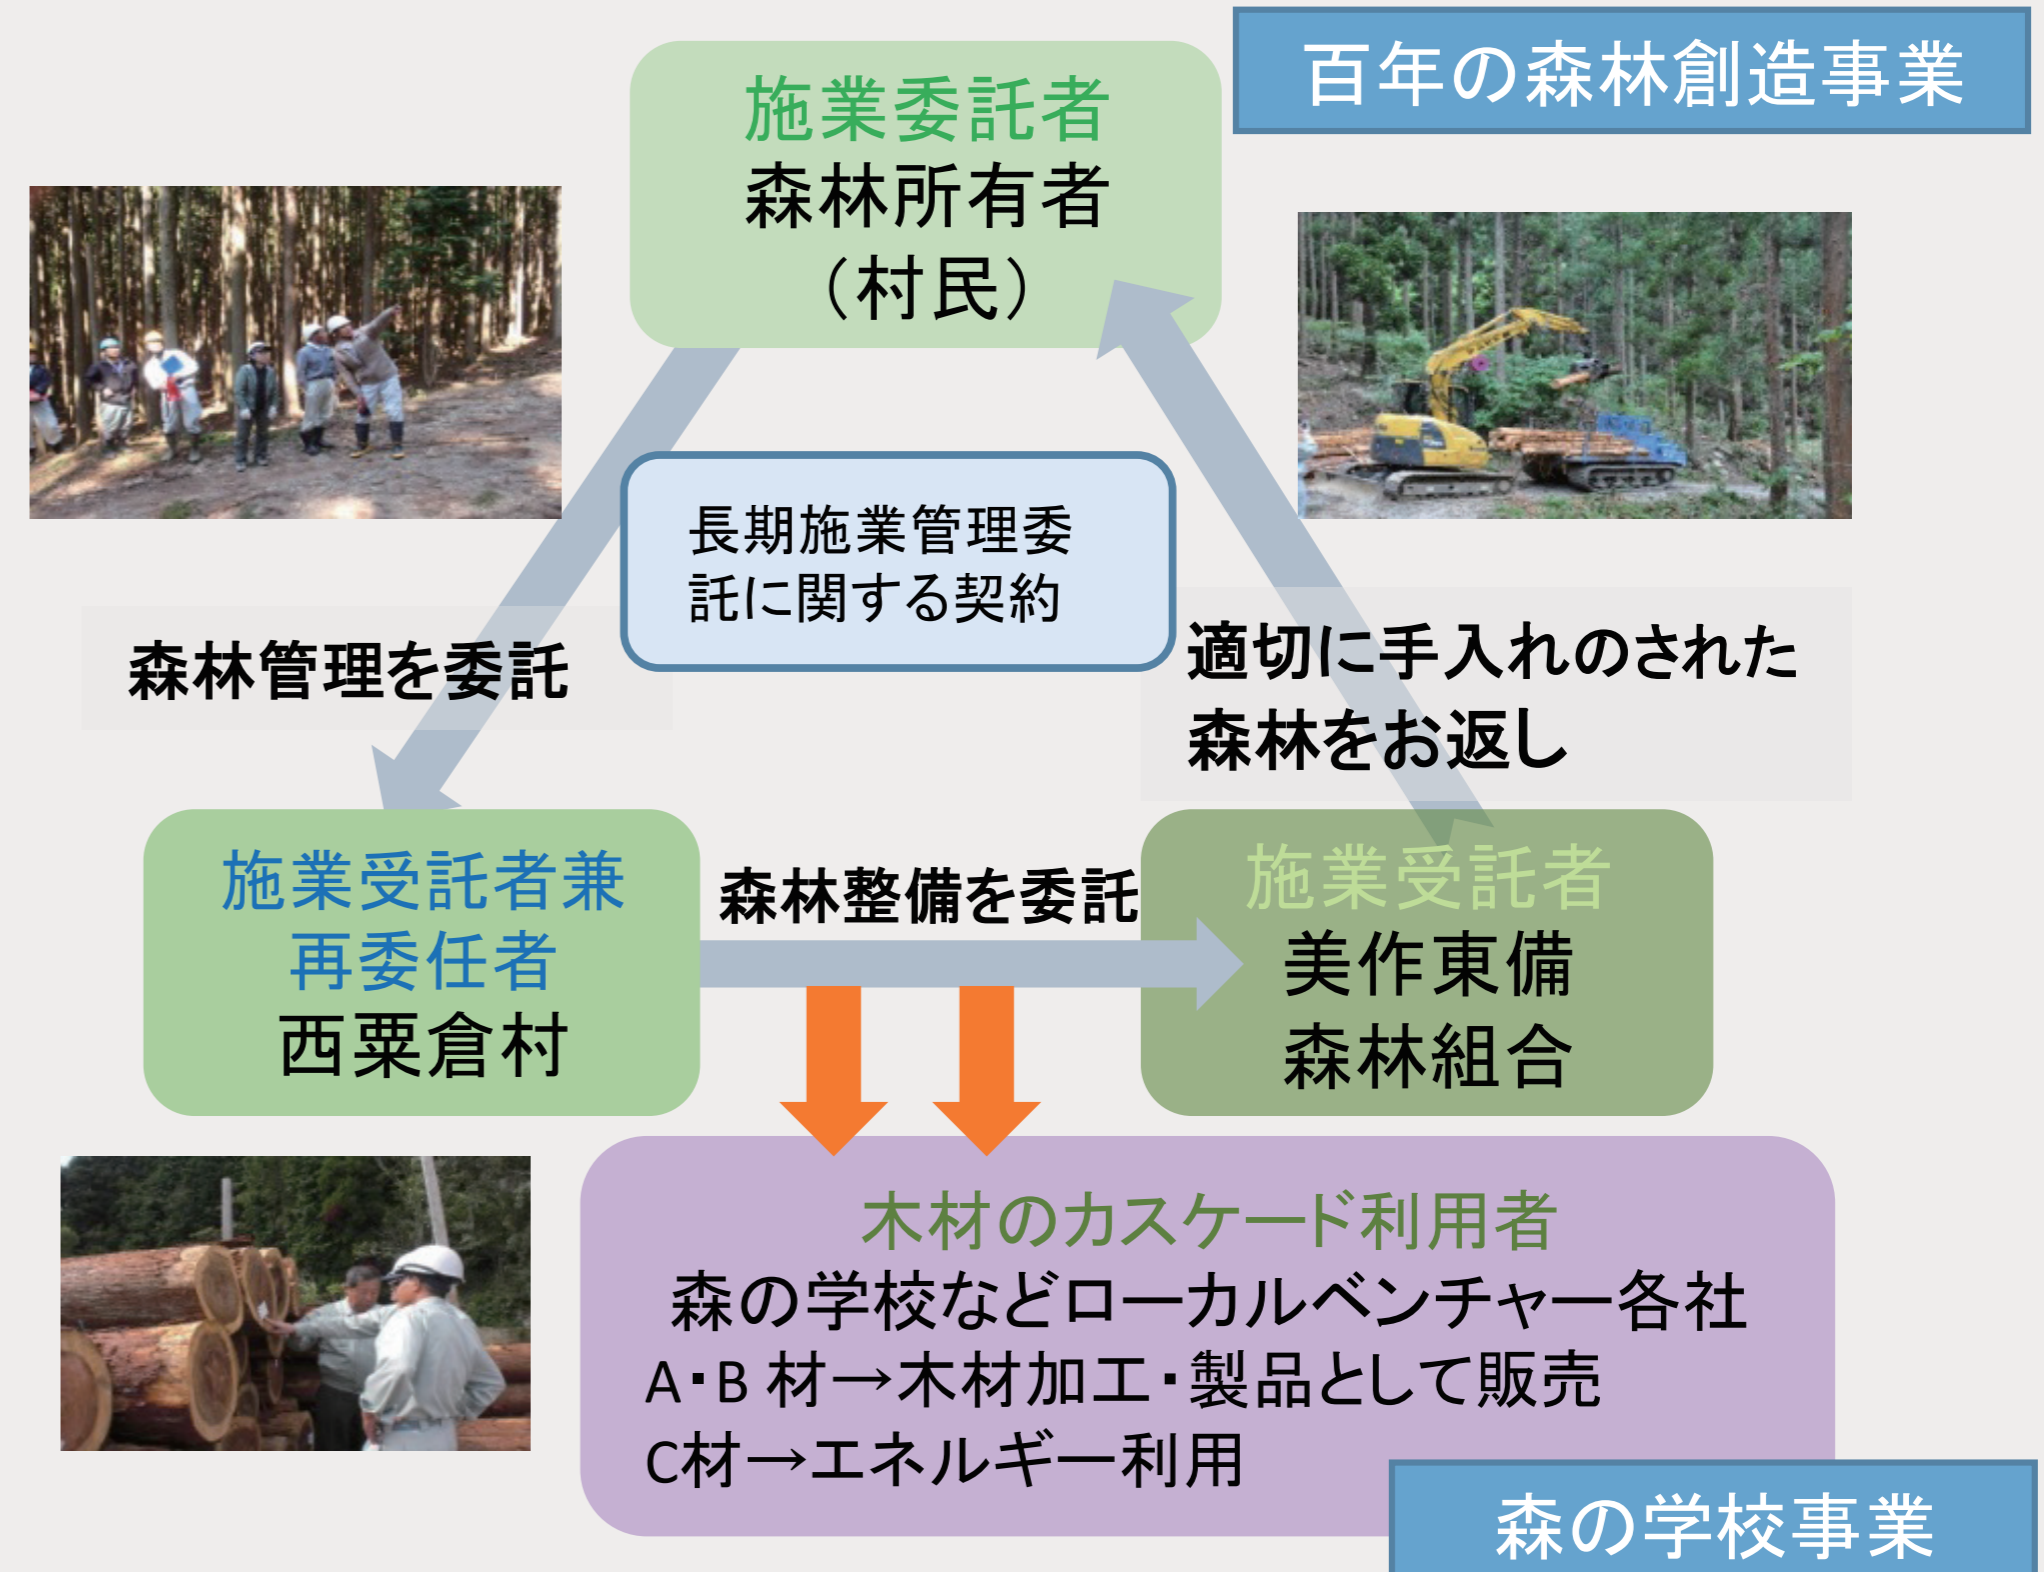 百年の森林創造事業
施業委託者
森林所有者
（村民）
長期施業管理委
託に関する契約
森林管理を委託
適切に手入れのされた
森林をお返し
施業受託者兼
再委任者
西粟倉村
森林整備を委託
施業受託者
美作東備
森林組合
木材のカスケード利用者
森の学校などローカルベンチャー各社
A・B 材→木材加工・製品として販売
C材→エネルギー利用
森の学校事業